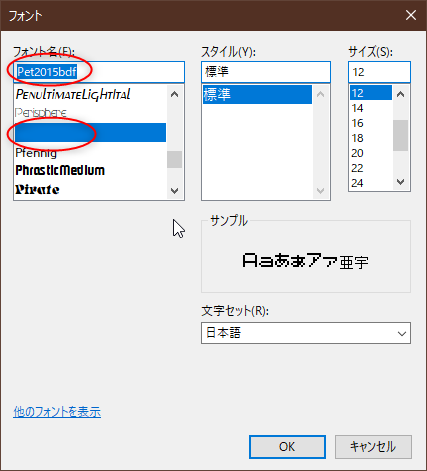 フォント
フォント名(F):
Pet2015bdf
PenultimateLightItal
Perisphere
Pfennig
PhrasticMedium
Pirate
スタイル(Y):
標準
標準
サイズ(S):
12
12
14
16
18
20
22
24
サンプル
Aaあぁアァ亜宇
文字セット(R):
日本語
他のフォントを表示
OK
キャンセル